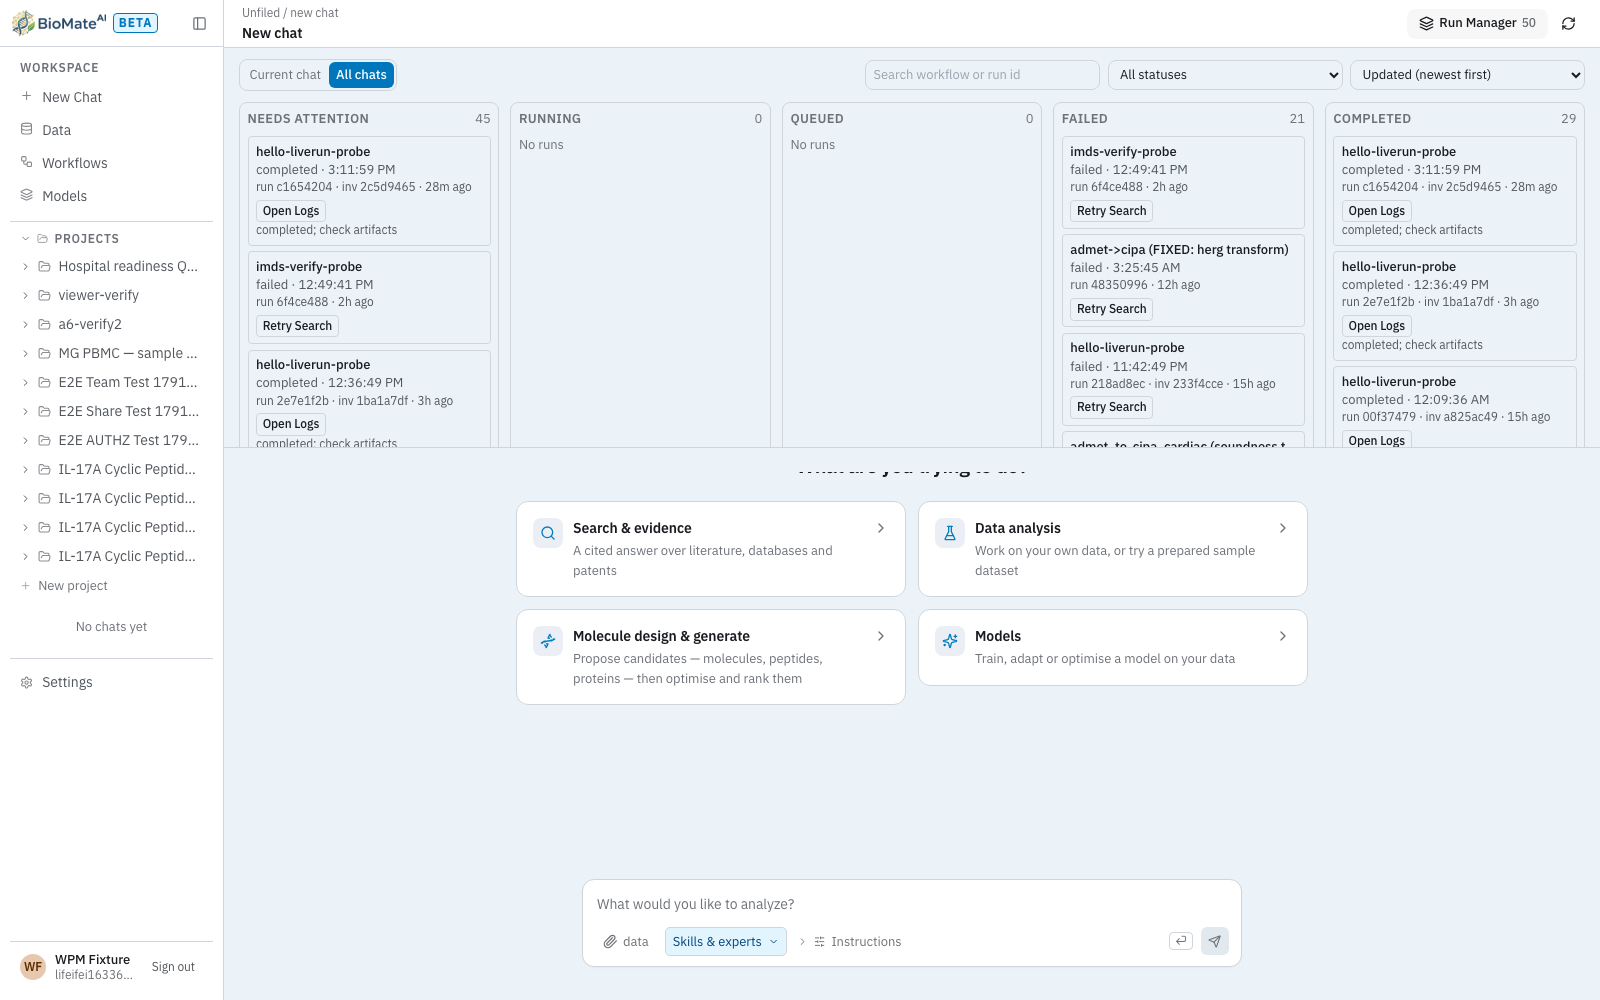 BioMate AI BETA
WORKSPACE
New Chat
Data
Workflows
Models
PROJECTS
Hospital readiness Q...
viewer-verify
a6-verify2
MG PBMC — sample ...
E2E Team Test 1791...
E2E Share Test 1791...
E2E AUTHZ Test 179...
IL-17A Cyclic Peptid...
IL-17A Cyclic Peptid...
IL-17A Cyclic Peptid...
IL-17A Cyclic Peptid...
New project
No chats yet
Settings
WF
WPM Fixture
lifeifei16336...
Sign out
Unfiled / new chat
New chat
Run Manager 50
Current chat
All chats
Search workflow or run id
All statuses
Updated (newest first)
NEEDS ATTENTION 45
hello-liverun-probe
completed · 3:11:59 PM
run c1654204 · inv 2c5d9465 · 28m ago
Open Logs
completed; check artifacts
imds-verify-probe
failed · 12:49:41 PM
run 6f4ce488 · 2h ago
Retry Search
hello-liverun-probe
completed · 12:36:49 PM
run 2e7e1f2b · inv 1ba1a7df · 3h ago
Open Logs
completed; check artifacts
RUNNING 0
No runs
QUEUED 0
No runs
FAILED 21
imds-verify-probe
failed · 12:49:41 PM
run 6f4ce488 · 2h ago
Retry Search
admet->cipa (FIXED: herg transform)
failed · 3:25:45 AM
run 48350996 · 12h ago
Retry Search
hello-liverun-probe
failed · 11:42:49 PM
run 218ad8ec · inv 233f4cce · 15h ago
Retry Search
admet_to_cipa_cardiac (soundness t...
COMPLETED 29
hello-liverun-probe
completed · 3:11:59 PM
run c1654204 · inv 2c5d9465 · 28m ago
Open Logs
completed; check artifacts
hello-liverun-probe
completed · 12:36:49 PM
run 2e7e1f2b · inv 1ba1a7df · 3h ago
Open Logs
completed; check artifacts
hello-liverun-probe
completed · 12:09:36 AM
run 00f37479 · inv a825ac49 · 15h ago
Open Logs
What are you trying to do?
Search & evidence
A cited answer over literature, databases and
patents
Data analysis
Work on your own data, or try a prepared sample
dataset
Molecule design & generate
Propose candidates — molecules, peptides,
proteins — then optimise and rank them
Models
Train, adapt or optimise a model on your data
What would you like to analyze?
data
Skills & experts
Instructions